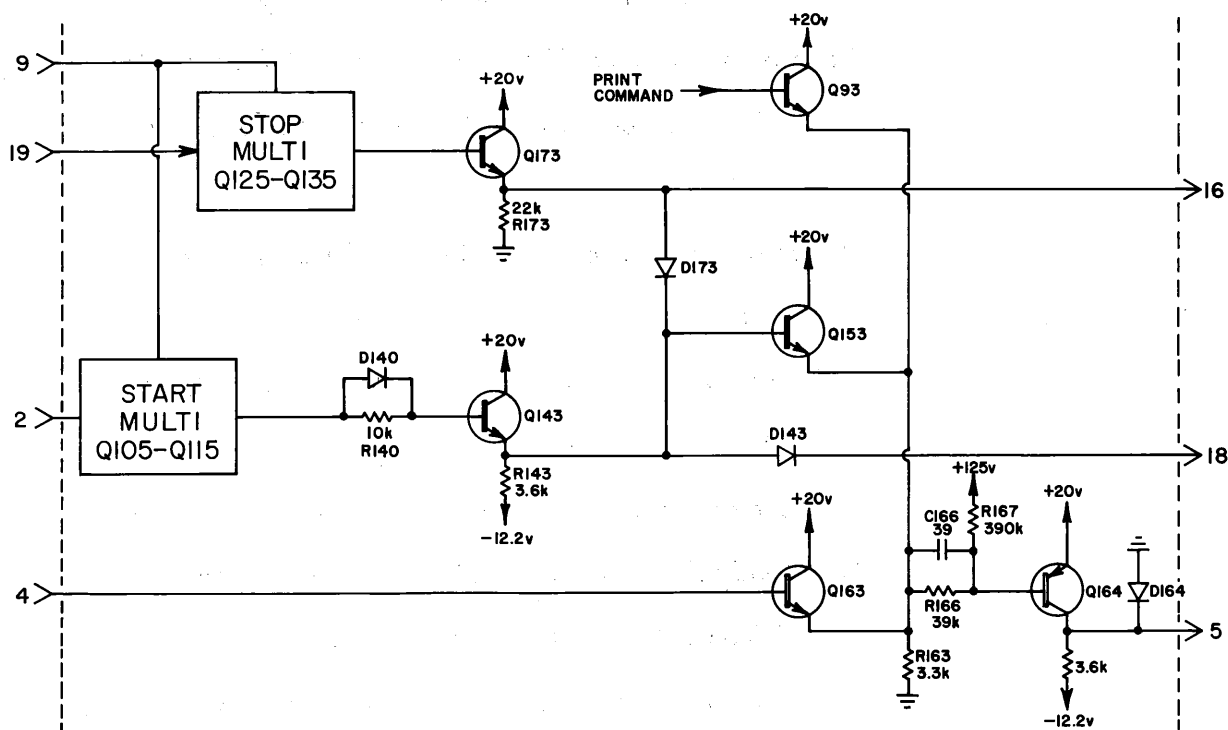 9
19
2
4
STOP
MULTI
Q125-Q135
START
MULTI
Q105-Q115
+20v
Q173
22k
R173
PRINT
COMMAND
+20v
Q93
16
D173
+20v
Q153
D140
10k
R140
+20v
Q143
R143
3.6k
-12.2v
D143
18
+20v
Q163
R163
3.3k
C166
39
R166
39k
+125v
R167
390k
+20v
Q164
D164
5
3.6k
-12.2v